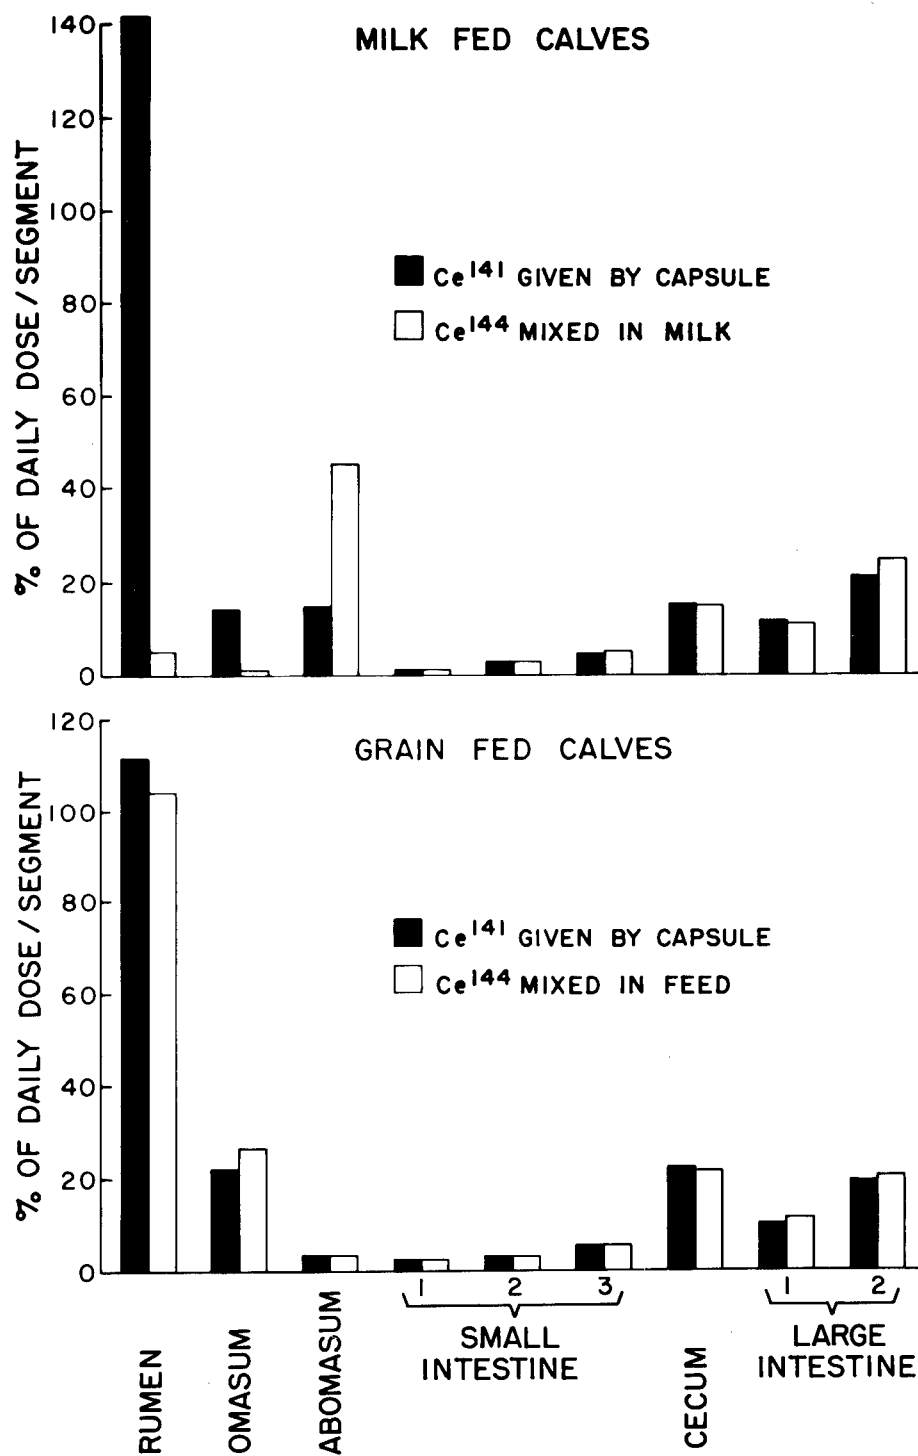 MILK FED CALVES
% OF DAILY DOSE/SEGMENT
140
120
100
80
60
40
20
0
Ce¹⁴¹ GIVEN BY CAPSULE
Ce¹⁴⁴ MIXED IN MILK
GRAIN FED CALVES
% OF DAILY DOSE/SEGMENT
120
100
80
60
40
20
0
Ce¹⁴¹ GIVEN BY CAPSULE
Ce¹⁴⁴ MIXED IN FEED
RUMEN
OMASUM
ABOMASUM
1 2 3
SMALL
INTESTINE
CECUM
1 2
LARGE
INTESTINE